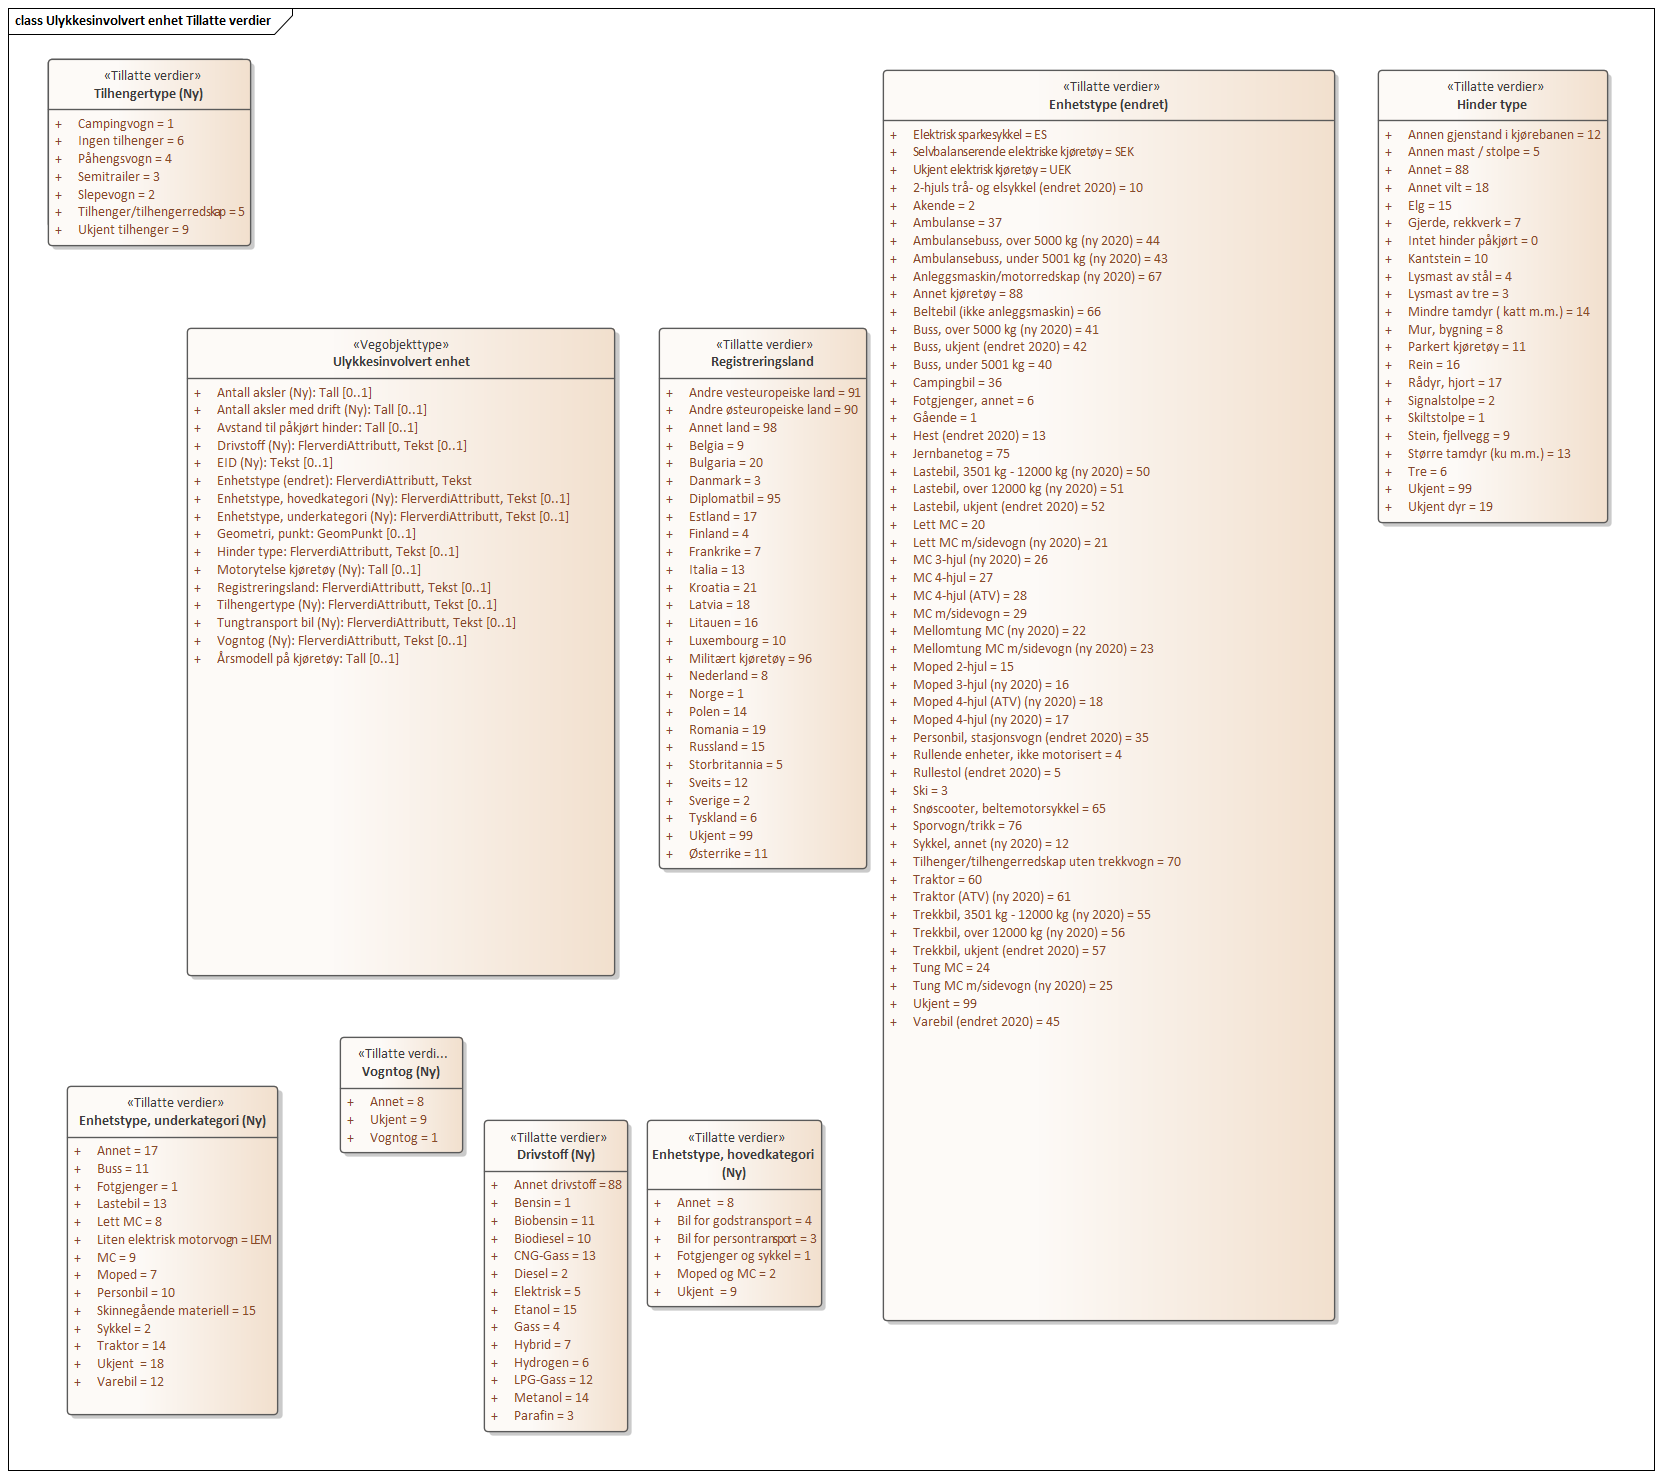 class Ulykkesinvolvert enhet Tillatte verdier
«Tillatte verdier»
Tilhengertype (Ny)
+ Campingvogn = 1
+ Ingen tilhenger = 6
+ Påhengsvogn = 4
+ Semitrailer = 3
+ Slepevogn = 2
+ Tilhenger/tilhengerredskap = 5
+ Ukjent tilhenger = 9
«Vegobjekttype»
Ulykkesinvolvert enhet
+ Antall aksler (Ny): Tall [0..1]
+ Antall aksler med drift (Ny): Tall [0..1]
+ Avstand til påkjørt hinder: Tall [0..1]
+ Drivstoff (Ny): FlerverdiAttributt, Tekst [0..1]
+ EID (Ny): Tekst [0..1]
+ Enhetstype (endret): FlerverdiAttributt, Tekst
+ Enhetstype, hovedkategori (Ny): FlerverdiAttributt, Tekst [0..1]
+ Enhetstype, underkategori (Ny): FlerverdiAttributt, Tekst [0..1]
+ Geometri, punkt: GeomPunkt [0..1]
+ Hinder type: FlerverdiAttributt, Tekst [0..1]
+ Motorytelse kjøretøy (Ny): Tall [0..1]
+ Registreringsland: FlerverdiAttributt, Tekst [0..1]
+ Tilhengertype (Ny): FlerverdiAttributt, Tekst [0..1]
+ Tungtransport bil (Ny): FlerverdiAttributt, Tekst [0..1]
+ Vogntog (Ny): FlerverdiAttributt, Tekst [0..1]
+ Årsmodell på kjøretøy: Tall [0..1]
«Tillatte verdier»
Registreringsland
+ Andre vesteuropeiske land = 91
+ Andre østeuropeiske land = 90
+ Annet land = 98
+ Belgia = 9
+ Bulgaria = 20
+ Danmark = 3
+ Diplomatbil = 95
+ Estland = 17
+ Finland = 4
+ Frankrike = 7
+ Italia = 13
+ Kroatia = 21
+ Latvia = 18
+ Litauen = 16
+ Luxembourg = 10
+ Militært kjøretøy = 96
+ Nederland = 8
+ Norge = 1
+ Polen = 14
+ Romania = 19
+ Russland = 15
+ Storbritannia = 5
+ Sveits = 12
+ Sverige = 2
+ Tyskland = 6
+ Ukjent = 99
+ Østerrike = 11
«Tillatte verdier»
Enhetstype (endret)
+ Elektrisk sparkesykkel = ES
+ Selvbalanserende elektriske kjøretøy = SEK
+ Ukjent elektrisk kjøretøy = UEK
+ 2-hjuls trå- og elsykkel (endret 2020) = 10
+ Akende = 2
+ Ambulanse = 37
+ Ambulansebuss, over 5000 kg (ny 2020) = 44
+ Ambulansebuss, under 5001 kg (ny 2020) = 43
+ Anleggsmaskin/motorredskap (ny 2020) = 67
+ Annet kjøretøy = 88
+ Beltebil (ikke anleggsmaskin) = 66
+ Buss, over 5000 kg (ny 2020) = 41
+ Buss, ukjent (endret 2020) = 42
+ Buss, under 5001 kg = 40
+ Campingbil = 36
+ Fotgjenger, annet = 6
+ Gående = 1
+ Hest (endret 2020) = 13
+ Jernbanetog = 75
+ Lastebil, 3501 kg - 12000 kg (ny 2020) = 50
+ Lastebil, over 12000 kg (ny 2020) = 51
+ Lastebil, ukjent (endret 2020) = 52
+ Lett MC = 20
+ Lett MC m/sidevogn (ny 2020) = 21
+ MC 3-hjul (ny 2020) = 26
+ MC 4-hjul = 27
+ MC 4-hjul (ATV) = 28
+ MC m/sidevogn = 29
+ Mellomtung MC (ny 2020) = 22
+ Mellomtung MC m/sidevogn (ny 2020) = 23
+ Moped 2-hjul = 15
+ Moped 3-hjul (ny 2020) = 16
+ Moped 4-hjul (ATV) (ny 2020) = 18
+ Moped 4-hjul (ny 2020) = 17
+ Personbil, stasjonsvogn (endret 2020) = 35
+ Rullende enheter, ikke motorisert = 4
+ Rullestol (endret 2020) = 5
+ Ski = 3
+ Snøscooter, beltemotorsykkel = 65
+ Sporvogn/trikk = 76
+ Sykkel, annet (ny 2020) = 12
+ Tilhenger/tilhengerredskap uten trekkvogn = 70
+ Traktor = 60
+ Traktor (ATV) (ny 2020) = 61
+ Trekkbil, 3501 kg - 12000 kg (ny 2020) = 55
+ Trekkbil, over 12000 kg (ny 2020) = 56
+ Trekkbil, ukjent (endret 2020) = 57
+ Tung MC = 24
+ Tung MC m/sidevogn (ny 2020) = 25
+ Ukjent = 99
+ Varebil (endret 2020) = 45
«Tillatte verdier»
Hinder type
+ Annen gjenstand i kjørebanen = 12
+ Annen mast / stolpe = 5
+ Annet = 88
+ Annet vilt = 18
+ Elg = 15
+ Gjerde, rekkverk = 7
+ Intet hinder påkjørt = 0
+ Kantstein = 10
+ Lysmast av stål = 4
+ Lysmast av tre = 3
+ Mindre tamdyr ( katt m.m.) = 14
+ Mur, bygning = 8
+ Parkert kjøretøy = 11
+ Rein = 16
+ Rådyr, hjort = 17
+ Signalstolpe = 2
+ Skiltstolpe = 1
+ Stein, fjellvegg = 9
+ Større tamdyr (ku m.m.) = 13
+ Tre = 6
+ Ukjent = 99
+ Ukjent dyr = 19
«Tillatte verdier»
Enhetstype, underkategori (Ny)
+ Annet = 17
+ Buss = 11
+ Fotgjenger = 1
+ Lastebil = 13
+ Lett MC = 8
+ Liten elektrisk motorvogn = LEM
+ MC = 9
+ Moped = 7
+ Personbil = 10
+ Skinnegående materiell = 15
+ Sykkel = 2
+ Traktor = 14
+ Ukjent = 18
+ Varebil = 12
«Tillatte verdi...
Vogntog (Ny)
+ Annet = 8
+ Ukjent = 9
+ Vogntog = 1
«Tillatte verdier»
Drivstoff (Ny)
+ Annet drivstoff = 88
+ Bensin = 1
+ Biobensin = 11
+ Biodiesel = 10
+ CNG-Gass = 13
+ Diesel = 2
+ Elektrisk = 5
+ Etanol = 15
+ Gass = 4
+ Hybrid = 7
+ Hydrogen = 6
+ LPG-Gass = 12
+ Metanol = 14
+ Parafin = 3
«Tillatte verdier»
Enhetstype, hovedkategori
(Ny)
+ Annet = 8
+ Bil for godstransport = 4
+ Bil for persontransport = 3
+ Fotgjenger og sykkel = 1
+ Moped og MC = 2
+ Ukjent = 9